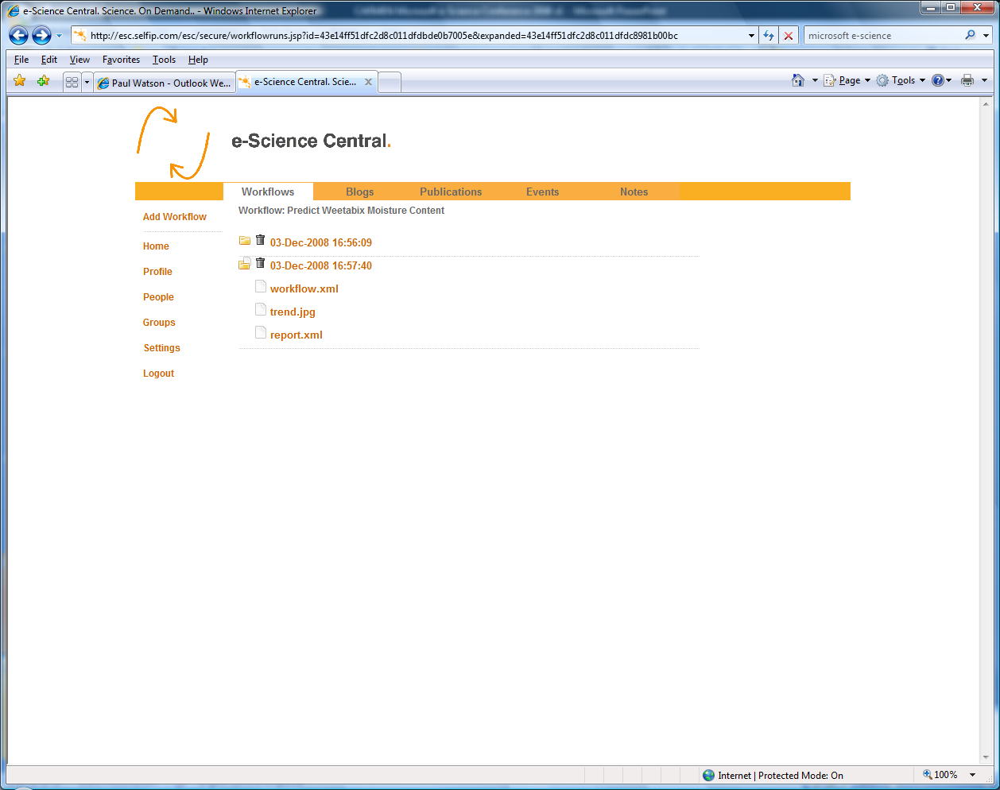 e-Science Central. Science. On Demand.. - Windows Internet Explorer
http://esc.selfip.com/esc/secure/workflowruns.jsp?id=43e14ff51dfc2d8c011dfdbde0b7005e&expanded=43e14ff51dfc2d8c011dfdc8981b00bc
microsoft e-science
File Edit View Favorites Tools Help
Paul Watson - Outlook We...
e-Science Central. Scie...
Page Tools
e-Science Central.
Workflows Blogs Publications Events Notes
Workflow: Predict Weetabix Moisture Content
Add Workflow
Home
Profile
People
Groups
Settings
Logout
03-Dec-2008 16:56:09
03-Dec-2008 16:57:40
workflow.xml
trend.jpg
report.xml
Internet | Protected Mode: On
100%